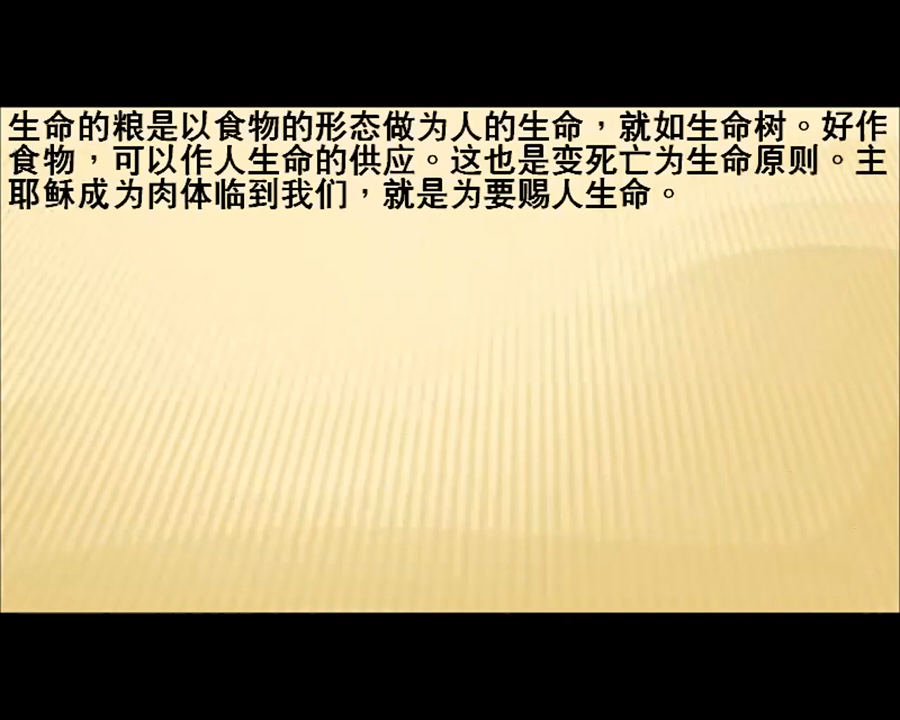 生命的粮是以食物的形态做为人的生命，就如生命树。好作
食物，可以作人生命的供应。这也是变死亡为生命原则。主
耶稣成为肉体临到我们，就是为要赐人生命。